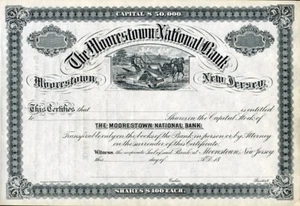 CAPITAL $50,000
The Moorestown National Bank
Moorestown, New Jersey.
This Certifies that is entitled
to Shares in the Capital Stock of
THE MOORESTOWN NATIONAL BANK
Transferable only on the books of the Bank in person or by Attorney
on the surrender of this Certificate.
Witness the corporate Seal of said Bank at Moorestown, New Jersey
this day of A.D. 18
Cashier President
SHARES $100 EACH.